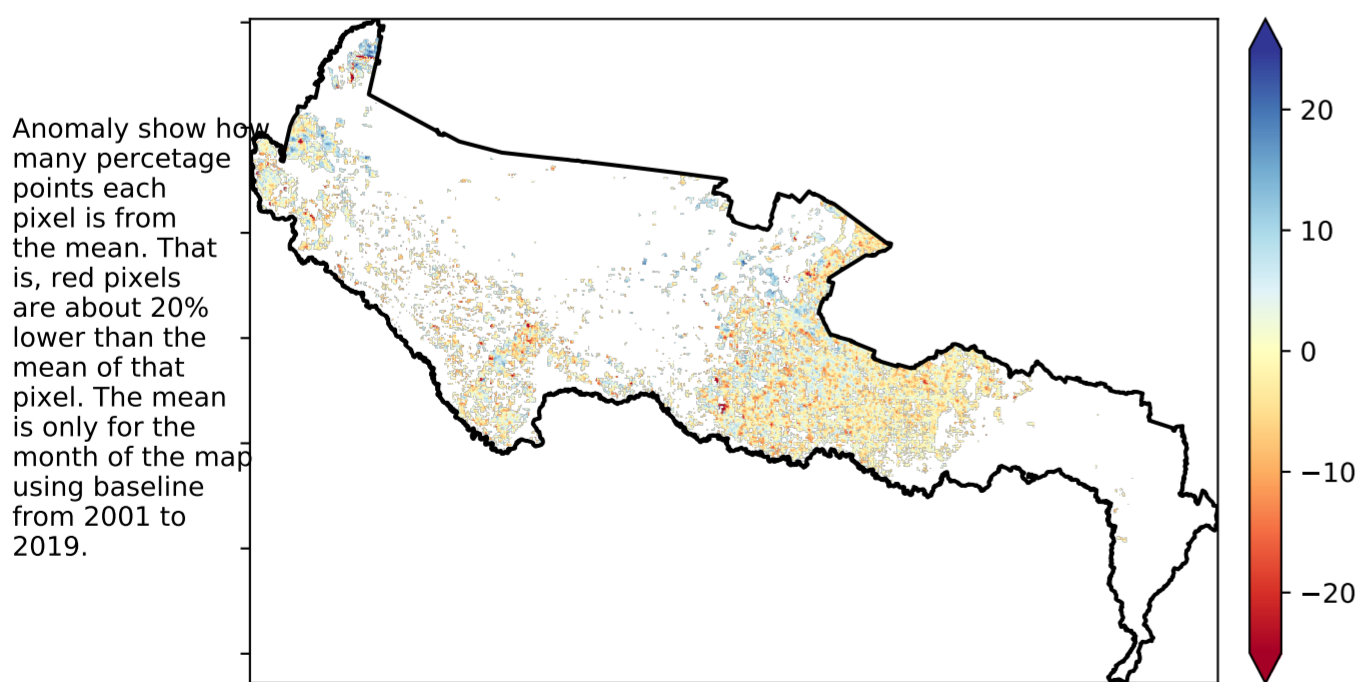 Anomaly show how
many percetage
points each
pixel is from
the mean. That
is, red pixels
are about 20%
lower than the
mean of that
pixel. The mean
is only for the
month of the map
using baseline
from 2001 to
2019.
20
10
0
−10
−20